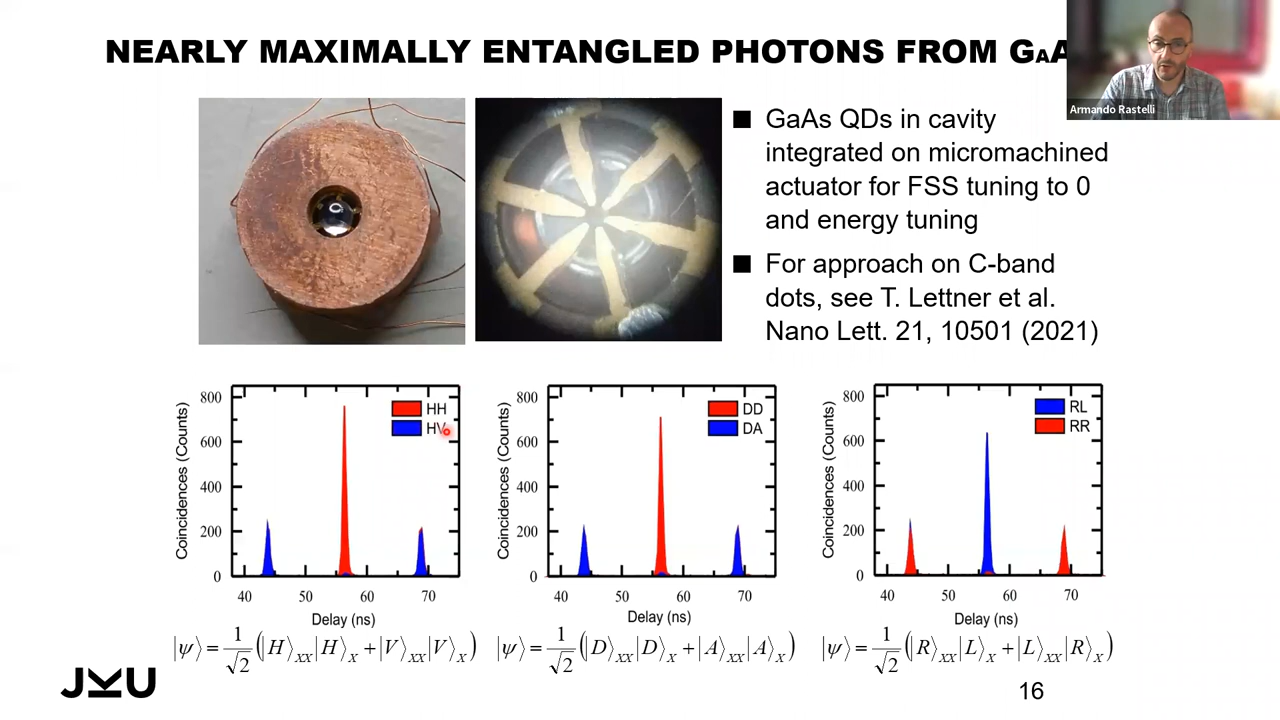 NEARLY MAXIMALLY ENTANGLED PHOTONS FROM GAA
Armando Rastelli
■ GaAs QDs in cavity
integrated on micromachined
actuator for FSS tuning to 0
and energy tuning
■ For approach on C-band
dots, see T. Lettner et al.
Nano Lett. 21, 10501 (2021)
800
600
400
200
0
Coincidences (Counts)
HH
HV
40 50 60 70
Delay (ns)
800
600
400
200
0
Coincidences (Counts)
DD
DA
40 50 60 70
Delay (ns)
800
600
400
200
0
Coincidences (Counts)
RL
RR
40 50 60 70
Delay (ns)
|ψ⟩ = 1/√2 (|H⟩XX|H⟩X + |V⟩XX|V⟩X)
|ψ⟩ = 1/√2 (|D⟩XX|D⟩X + |A⟩XX|A⟩X)
|ψ⟩ = 1/√2 (|R⟩XX|L⟩X + |L⟩XX|R⟩X)
JKU
16